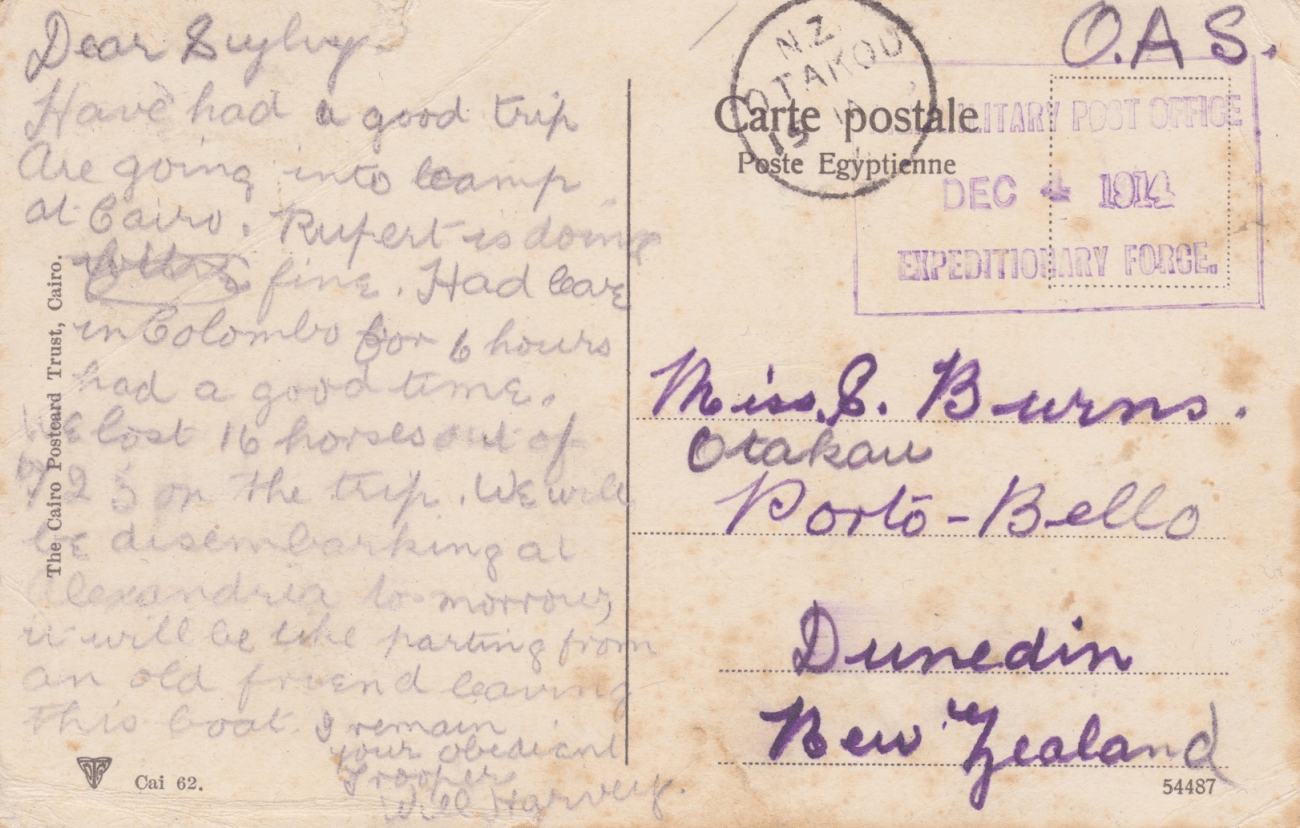 Dear
Have had a good trip
Are going into camp
at Cairo. Rupert is doing
fine. Had leave
in Colombo for 6 hours
had a good time.
We lost 16 horses out of
725 on the trip. We will
be disembarking at
Alexandria to-morrow,
it will be like parting from
an old friend leaving
this boat I remain
your obedient
Trooper
Will Harvey.
The Cairo Postcard Trust, Cairo.
Cai 62.
N.Z
OTAKOU
15
O.A.S.
Carte postale
Poste Egyptienne
MILITARY POST OFFICE
DEC 4 1914
EXPEDITIONARY FORCE.
Miss. S. Burns.
Otakau
Porto-Bello
Dunedin
New Zealand
54487